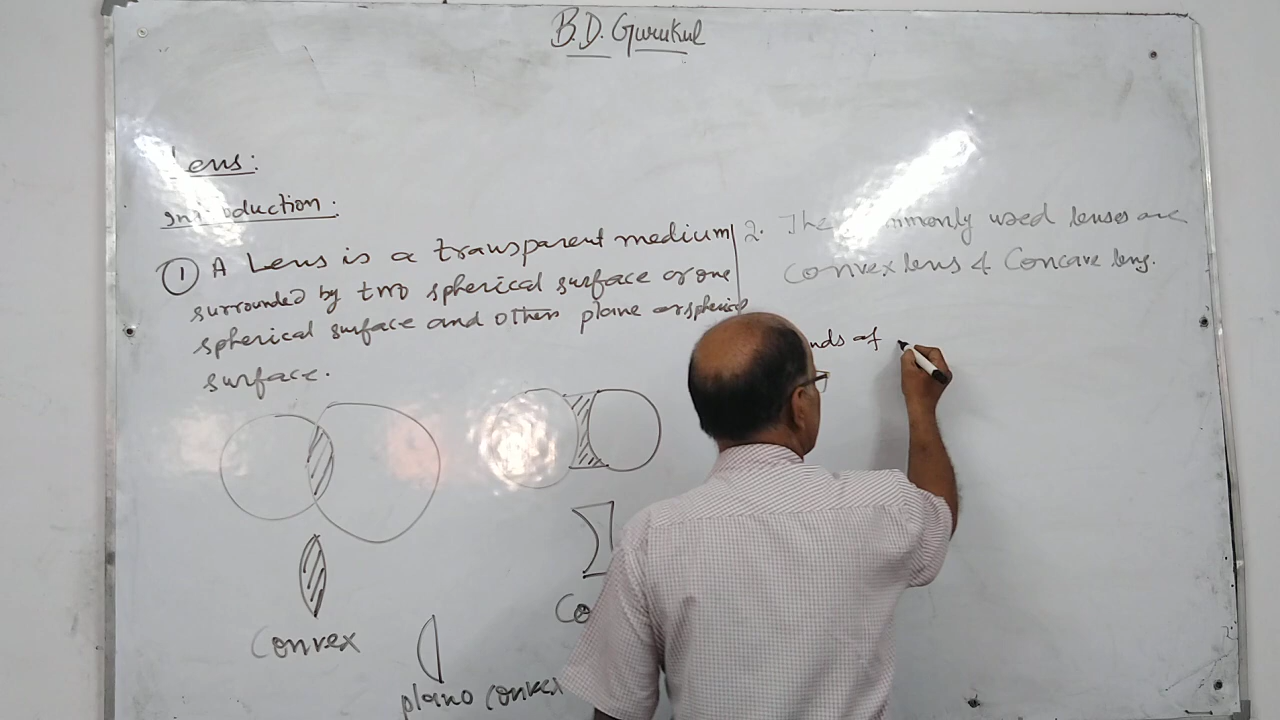 B.D. Gurukul
Lens:
Introduction:
① A Lens is a transparent medium
surrounded by two spherical surface or one
spherical surface and other plane or spherical
surface.
Convex
plano convex
Co
2. The commonly used lenses are
Convex lens & Concave lens.
nds of